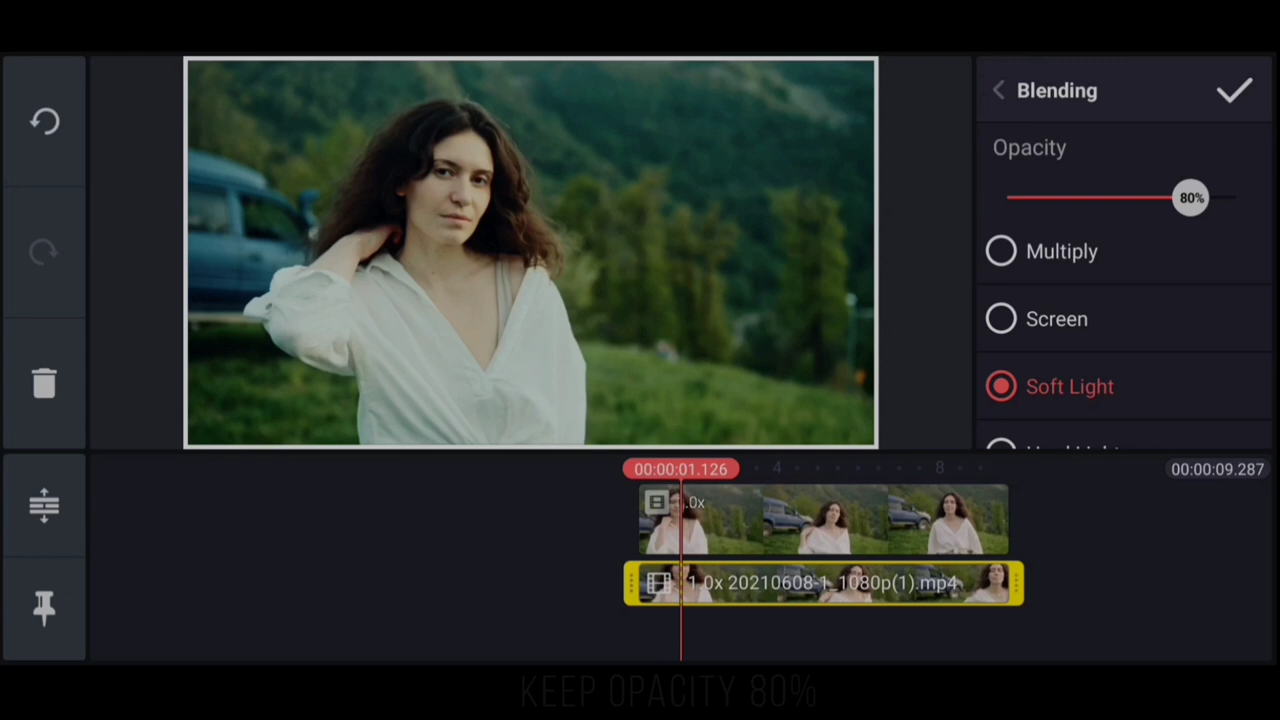 Blending
Opacity
80%
Multiply
Screen
Soft Light
00:00:01.126
4
8
00:00:09.287
1.0x 20210608-1_1080p(1).mp4
KEEP OPACITY 80%